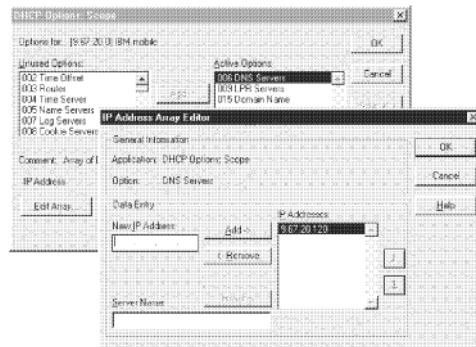 DHCP Options: Scope
Options for: [9.67.20.0] IBM mobile
OK
Unused Options:
Active Options:
Cancel
002 Time Offset
003 Router
004 Time Server
005 Name Servers
007 Log Servers
008 Cookie Servers
006 DNS Servers
009 LPR Servers
015 Domain Name
Comment: Array of
IP Address
Edit Array...
IP Address Array Editor
General Information
Application: DHCP Options: Scope
Option: DNS Servers
OK
Cancel
Help
Data Entry
New IP Address
Add ->
IP Addresses:
9.67.20.120
<- Remove
Server Name: